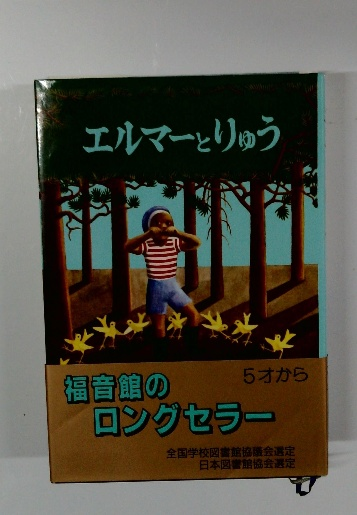 エルマーとりゅう
5才から
福音館の
ロングセラー
全国学校図書館協議会選定
日本図書館協会選定